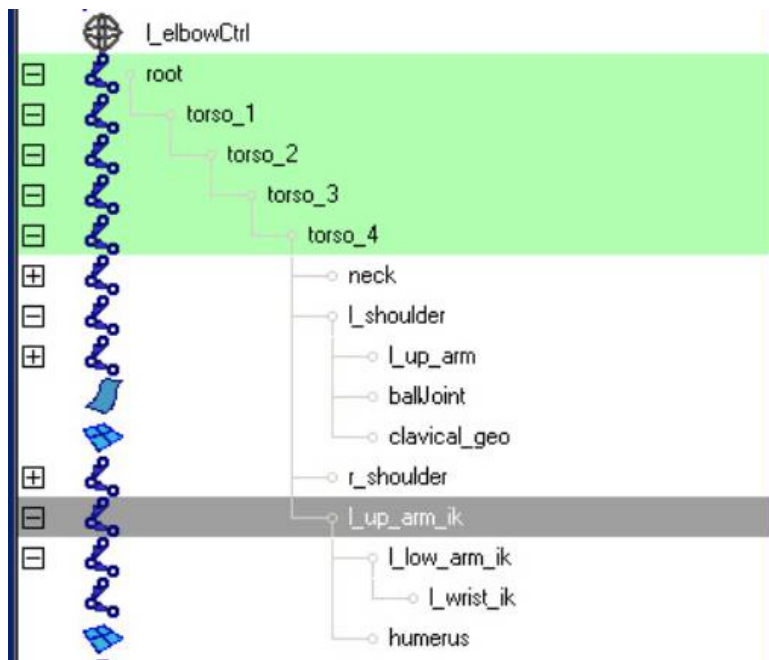 l_elbowCtrl
root
torso_1
torso_2
torso_3
torso_4
neck
l_shoulder
l_up_arm
ballJoint
clavical_geo
r_shoulder
l_up_arm_ik
l_low_arm_ik
l_wrist_ik
humerus